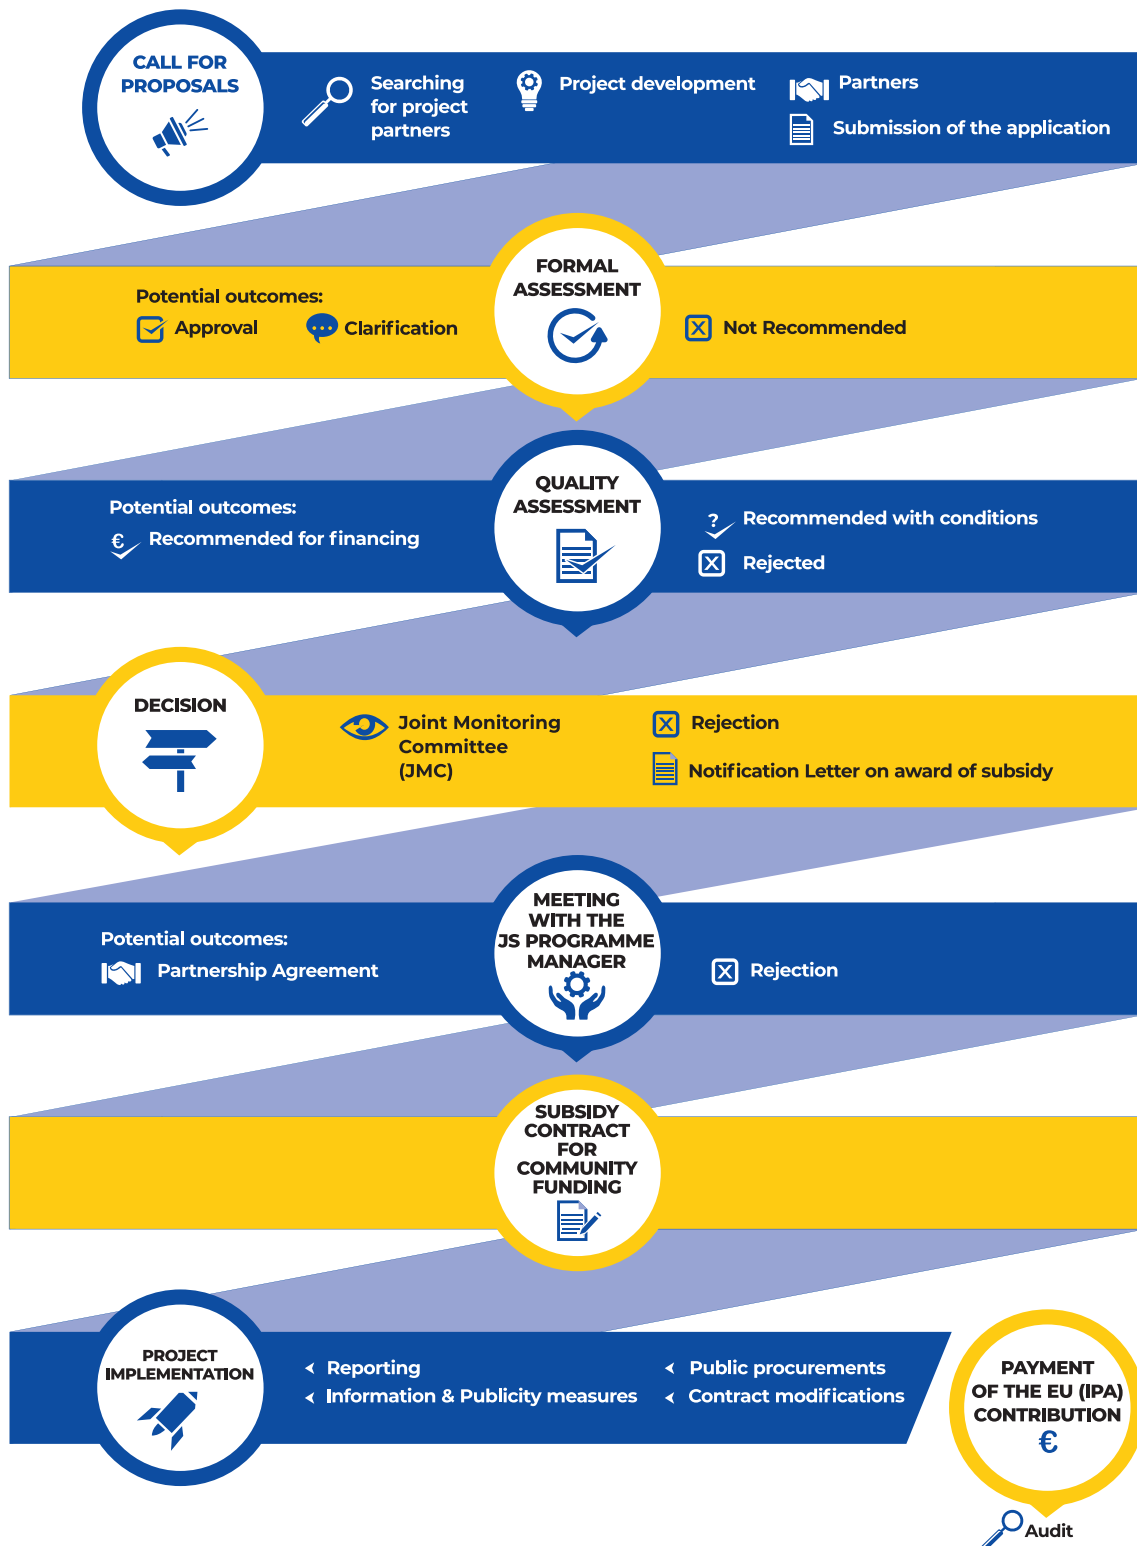 CALL FOR
PROPOSALS
Searching
for project
partners
Project development
Partners
Submission of the application
FORMAL
ASSESSMENT
Potential outcomes:
Approval
Clarification
Not Recommended
QUALITY
ASSESSMENT
Potential outcomes:
€ Recommended for financing
? Recommended with conditions
Rejected
DECISION
Joint Monitoring
Committee
(JMC)
Rejection
Notification Letter on award of subsidy
MEETING
WITH THE
JS PROGRAMME
MANAGER
Potential outcomes:
Partnership Agreement
Rejection
SUBSIDY
CONTRACT
FOR
COMMUNITY
FUNDING
PROJECT
IMPLEMENTATION
Reporting
Information & Publicity measures
Public procurements
Contract modifications
PAYMENT
OF THE EU (IPA)
CONTRIBUTION
€
Audit